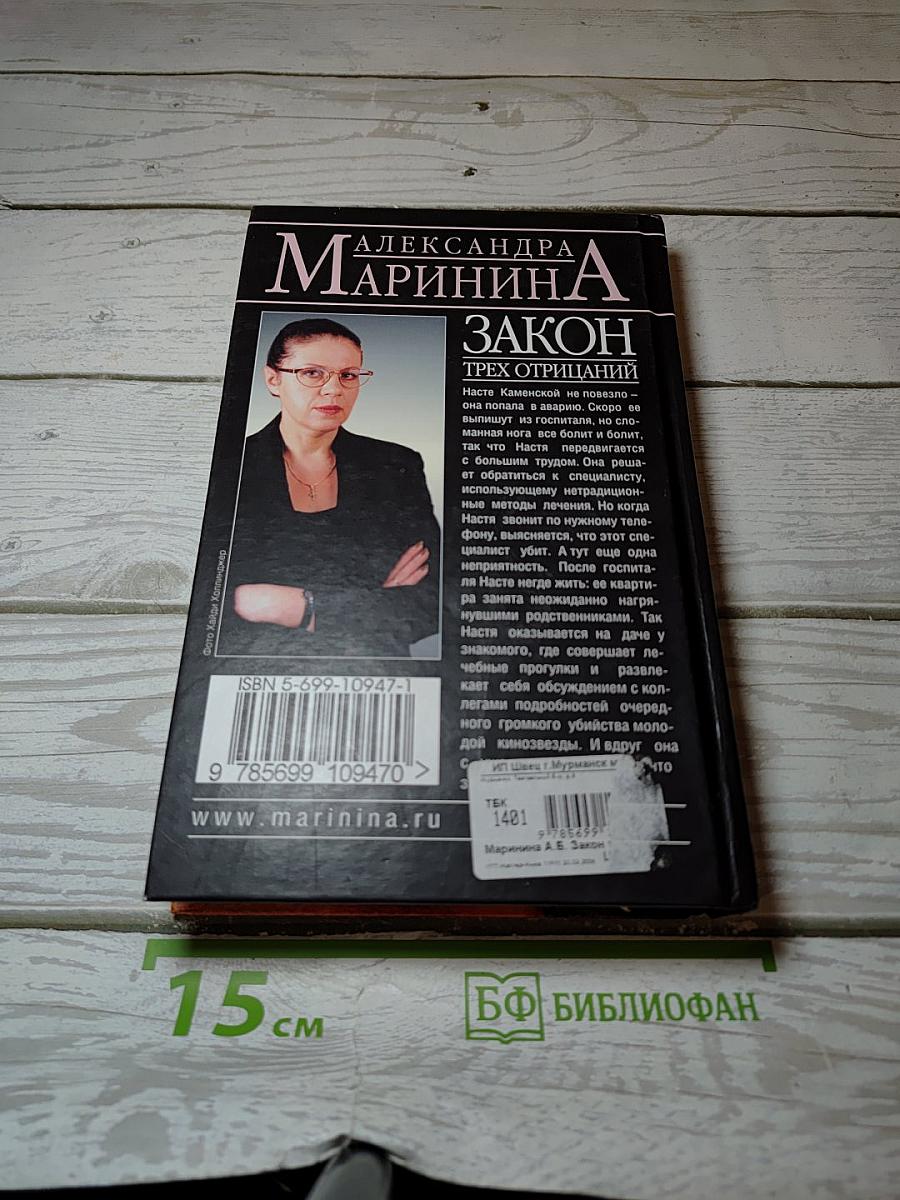 АЛЕКСАНДРА
МАРИНИНА
ЗАКОН
ТРЕХ ОТРИЦАНИЙ
Насте Каменской не повезло –
она попала в аварию. Скоро ее
выпишут из госпиталя, но сло-
манная нога все болит и болит,
так что Настя передвигается
с большим трудом. Она реша-
ет обратиться к специалисту,
использующему нетрадицион-
ные методы лечения. Но когда
Настя звонит по нужному теле-
фону, выясняется, что этот спе-
циалист убит. А тут еще одна
неприятность. После госпита-
ля Насте негде жить: ее кварти-
ра занята неожиданно нагря-
нувшими родственниками. Так
Настя оказывается на даче у
знакомого, где совершает ле-
чебные прогулки и развле-
кает себя обсуждением с кол-
легами подробностей очеред-
ного громкого убийства моло-
дой кинозвезды. И вдруг она
что
Фото Хайди Холлинджер
ISBN 5-699-10947-1
9 785699 109470 >
www.marinina.ru
ИП Швец г.Мурманск
ТБК
1401
9 785699
Маринина А.Б. Закон
15 см
БФ БИБЛИОФАН